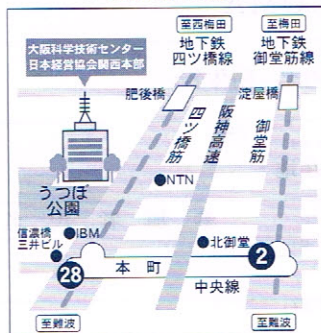 至西梅田
至梅田
地下鉄
四ツ橋線
地下鉄
御堂筋線
大阪科学技術センター
日本経営協会関西本部
肥後橋
淀屋橋
四ツ橋筋
阪神高速
御堂筋
うつぼ
公園
NTN
信濃橋
三井ビル
IBM
北御堂
28
本町
2
中央線
至難波
至難波